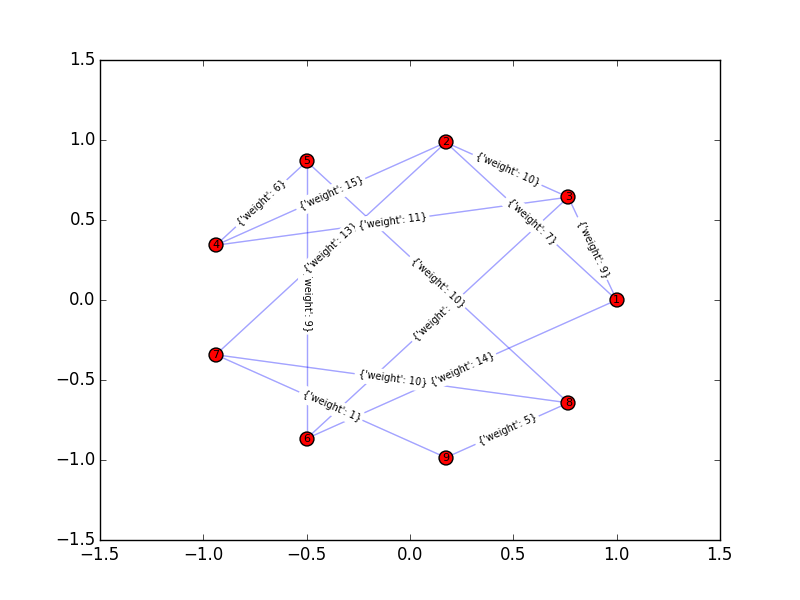 1.5
1.0
0.5
0.0
−0.5
−1.0
−1.5
−1.5
−1.0
−0.5
0.0
0.5
1.0
1.5
2
5
3
4
1
7
8
6
9
{'weight': 10}
{'weight': 6}
{'weight': 15}
{'weight': 7}
{'weight': 11}
{'weight': 13}
{'weight': 9}
{'weight': 10}
'weight': 9}
{'weight':
{'weight': 14}
{'weight': 10}
{'weight': 1}
{'weight': 5}